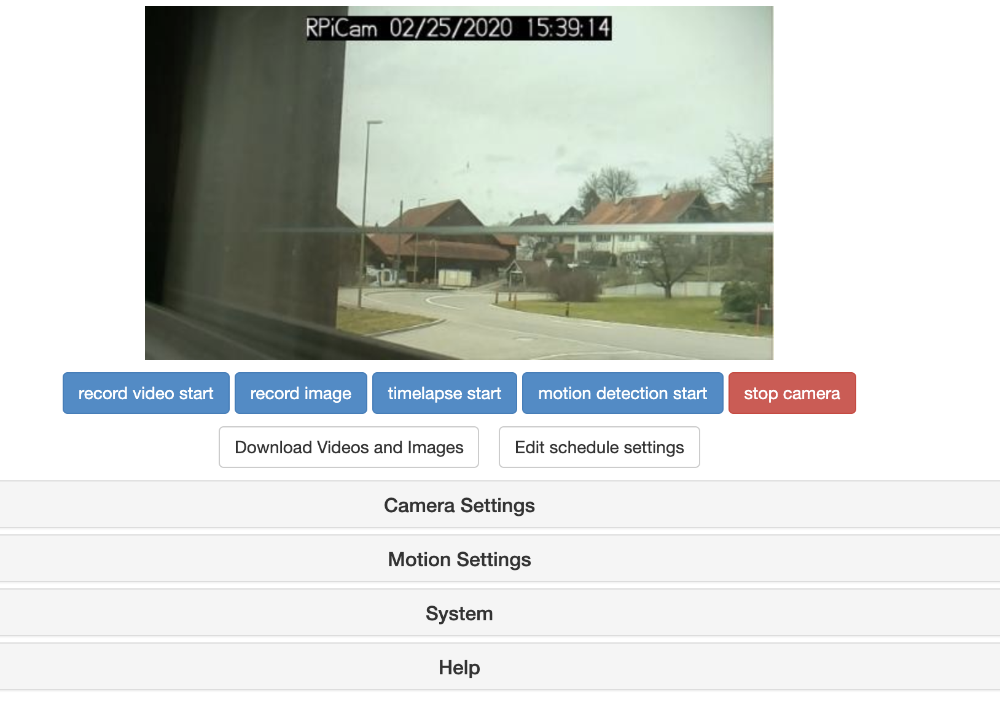 RPiCam 02/25/2020 15:39:14
record video start record image timelapse start motion detection start stop camera
Download Videos and Images Edit schedule settings
Camera Settings
Motion Settings
System
Help